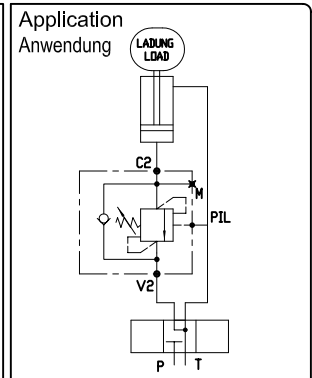 Application
Anwendung
LADUNG
LOAD
C2
M
PIL
V2
P T